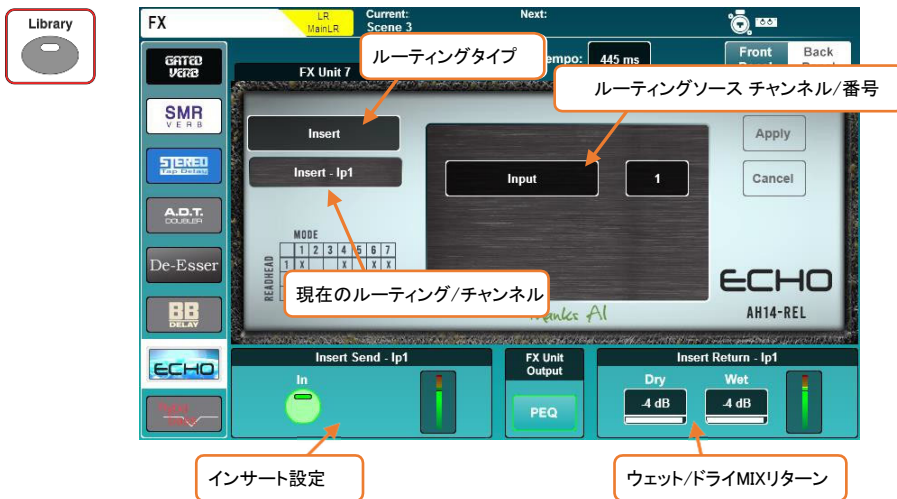 Library
FX
LR
MainLR
Current:
Scene 3
Next:
empo:
445 ms
Front
Back
FX Unit 7
ルーティングタイプ
ルーティングソース チャンネル/番号
GATED
VERB
SMR
VERB
STEREO
Tap Delay
A.D.T.
DOUBLER
De-Esser
BB
DELAY
ECHO
Insert
Insert - Ip1
Input
1
Apply
Cancel
MODE
1 2 3 4 5 6 7
READHEAD
1 X X X X
現在のルーティング/チャンネル
ECHO
AH14-REL
Insert Send - Ip1
In
FX Unit
Output
PEQ
Insert Return - Ip1
Dry
Wet
-4 dB
-4 dB
インサート設定
ウェット/ドライMIXリターン